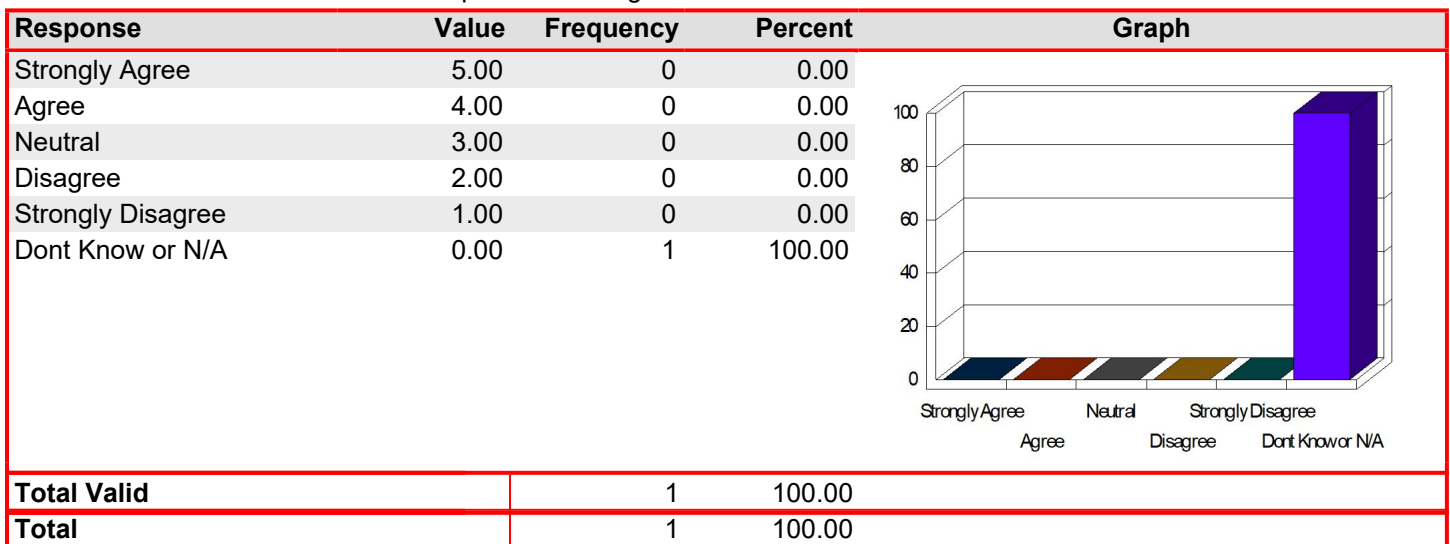 Response Value Frequency Percent Graph
Strongly Agree 5.00 0 0.00
Agree 4.00 0 0.00
Neutral 3.00 0 0.00
Disagree 2.00 0 0.00
Strongly Disagree 1.00 0 0.00
Dont Know or N/A 0.00 1 100.00
100
80
60
40
20
0
Strongly Agree Neutral Strongly Disagree
Agree Disagree Dont Know or N/A
Total Valid 1 100.00
Total 1 100.00